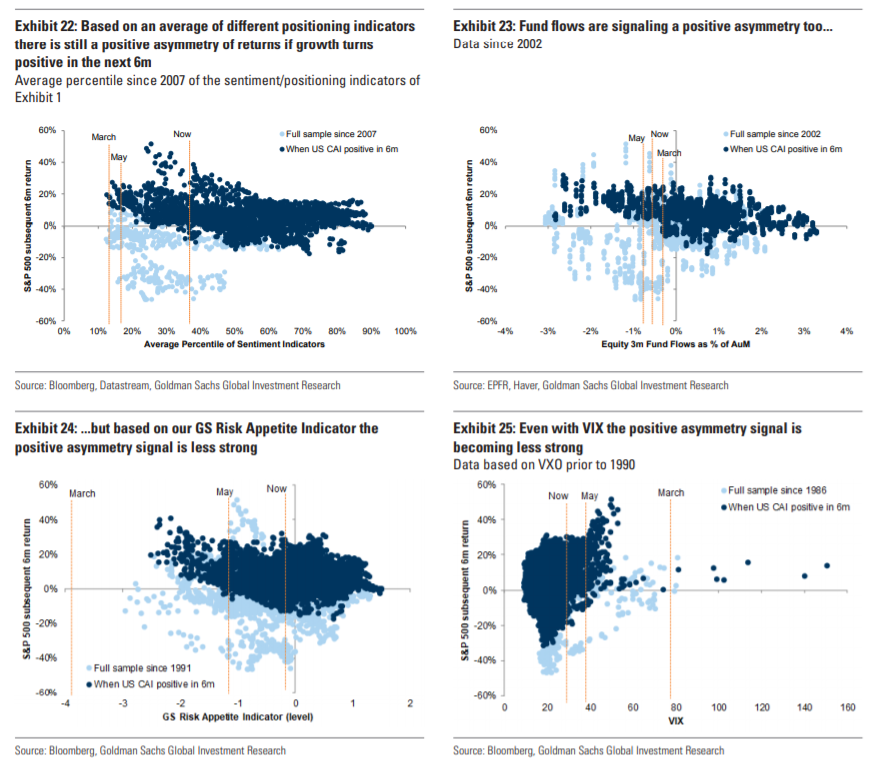 Exhibit 22: Based on an average of different positioning indicators
there is still a positive asymmetry of returns if growth turns
positive in the next 6m
Average percentile since 2007 of the sentiment/positioning indicators of
Exhibit 1
60%
40%
20%
0%
-20%
-40%
-60%
S&P 500 subsequent 6m return
March
May
Now
Full sample since 2007
When US CAI positive in 6m
0%
10%
20%
30%
40%
50%
60%
70%
80%
90%
100%
Average Percentile of Sentiment Indicators
Source: Bloomberg, Datastream, Goldman Sachs Global Investment Research
Exhibit 23: Fund flows are signaling a positive asymmetry too...
Data since 2002
60%
40%
20%
0%
-20%
-40%
-60%
S&P 500 subsequent 6m return
May
Now
March
Full sample since 2002
When US CAI positive in 6m
-4%
-3%
-2%
-1%
0%
1%
2%
3%
4%
Equity 3m Fund Flows as % of AuM
Source: EPFR, Haver, Goldman Sachs Global Investment Research
Exhibit 24: ...but based on our GS Risk Appetite Indicator the
positive asymmetry signal is less strong
60%
40%
20%
0%
-20%
-40%
-60%
S&P 500 subsequent 6m return
March
May
Now
Full sample since 1991
When US CAI positive in 6m
-4
-3
-2
-1
0
1
2
GS Risk Appetite Indicator (level)
Source: Bloomberg, Goldman Sachs Global Investment Research
Exhibit 25: Even with VIX the positive asymmetry signal is
becoming less strong
Data based on VXO prior to 1990
60%
40%
20%
0%
-20%
-40%
-60%
S&P 500 subsequent 6m return
Now
May
March
Full sample since 1986
When US CAI positive in 6m
0
20
40
60
80
100
120
140
160
VIX
Source: Bloomberg, Goldman Sachs Global Investment Research